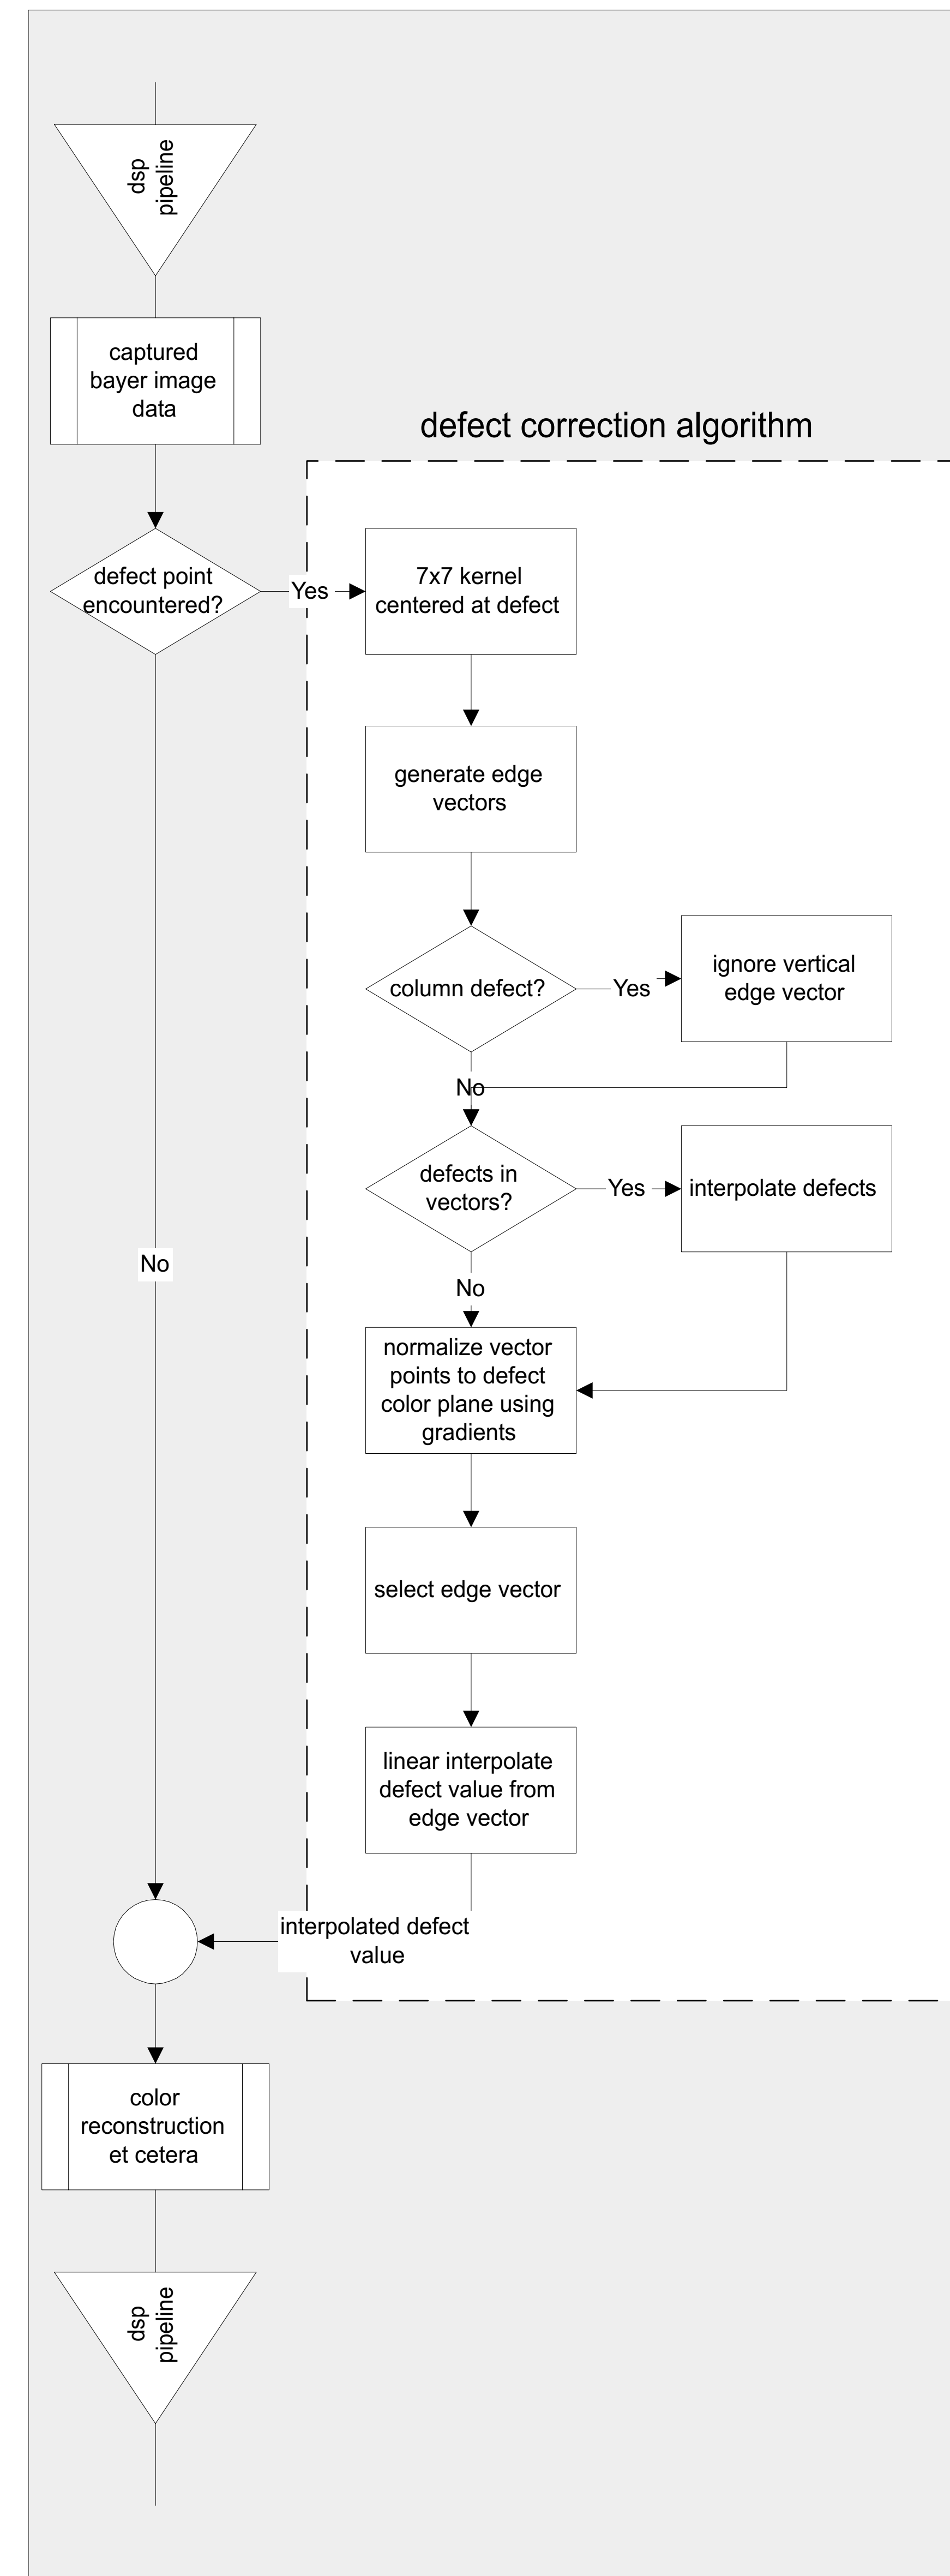 dsp
pipeline
captured
bayer image
data
defect correction algorithm
defect point
encountered?
Yes
7x7 kernel
centered at defect
generate edge
vectors
column defect?
Yes
ignore vertical
edge vector
No
defects in
vectors?
Yes
interpolate defects
No
No
normalize vector
points to defect
color plane using
gradients
select edge vector
linear interpolate
defect value from
edge vector
interpolated defect
value
color
reconstruction
et cetera
dsp
pipeline